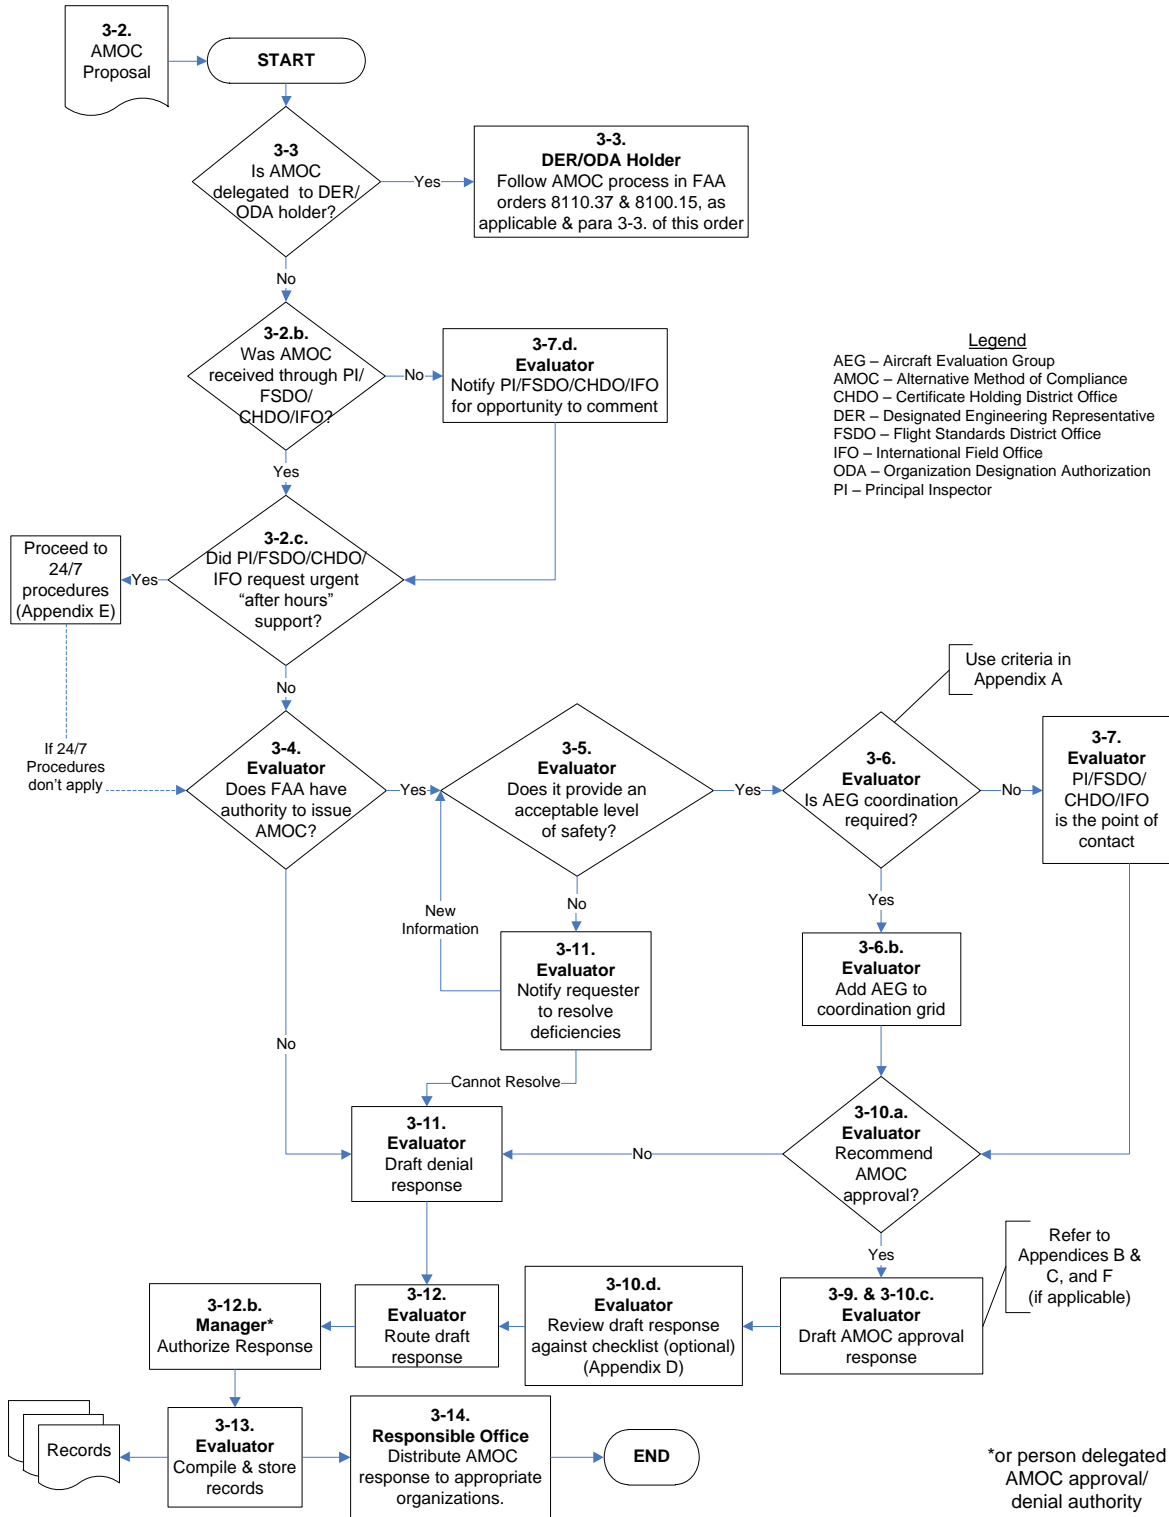 3-2.
AMOC
Proposal
START
3-3
Is AMOC
delegated to DER/
ODA holder?
Yes
3-3.
DER/ODA Holder
Follow AMOC process in FAA
orders 8110.37 & 8100.15, as
applicable & para 3-3. of this order
No
3-2.b.
Was AMOC
received through PI/
FSDO/
CHDO/IFO?
No
3-7.d.
Evaluator
Notify PI/FSDO/CHDO/IFO
for opportunity to comment
Legend
AEG – Aircraft Evaluation Group
AMOC – Alternative Method of Compliance
CHDO – Certificate Holding District Office
DER – Designated Engineering Representative
FSDO – Flight Standards District Office
IFO – International Field Office
ODA – Organization Designation Authorization
PI – Principal Inspector
Yes
3-2.c.
Did PI/FSDO/CHDO/
IFO request urgent
“after hours”
support?
Yes
Proceed to
24/7
procedures
(Appendix E)
No
If 24/7
Procedures
don’t apply
3-4.
Evaluator
Does FAA have
authority to issue
AMOC?
Yes
3-5.
Evaluator
Does it provide an
acceptable level
of safety?
Yes
Use criteria in
Appendix A
3-6.
Evaluator
Is AEG coordination
required?
No
3-7.
Evaluator
PI/FSDO/
CHDO/IFO
is the point of
contact
No
New
Information
3-11.
Evaluator
Notify requester
to resolve
deficiencies
Yes
3-6.b.
Evaluator
Add AEG to
coordination grid
No
Cannot Resolve
3-11.
Evaluator
Draft denial
response
No
3-10.a.
Evaluator
Recommend
AMOC
approval?
Yes
Refer to
Appendices B &
C, and F
(if applicable)
3-9. & 3-10.c.
Evaluator
Draft AMOC approval
response
3-10.d.
Evaluator
Review draft response
against checklist (optional)
(Appendix D)
3-12.
Evaluator
Route draft
response
3-12.b.
Manager*
Authorize Response
Records
3-13.
Evaluator
Compile & store
records
3-14.
Responsible Office
Distribute AMOC
response to appropriate
organizations.
END
*or person delegated
AMOC approval/
denial authority